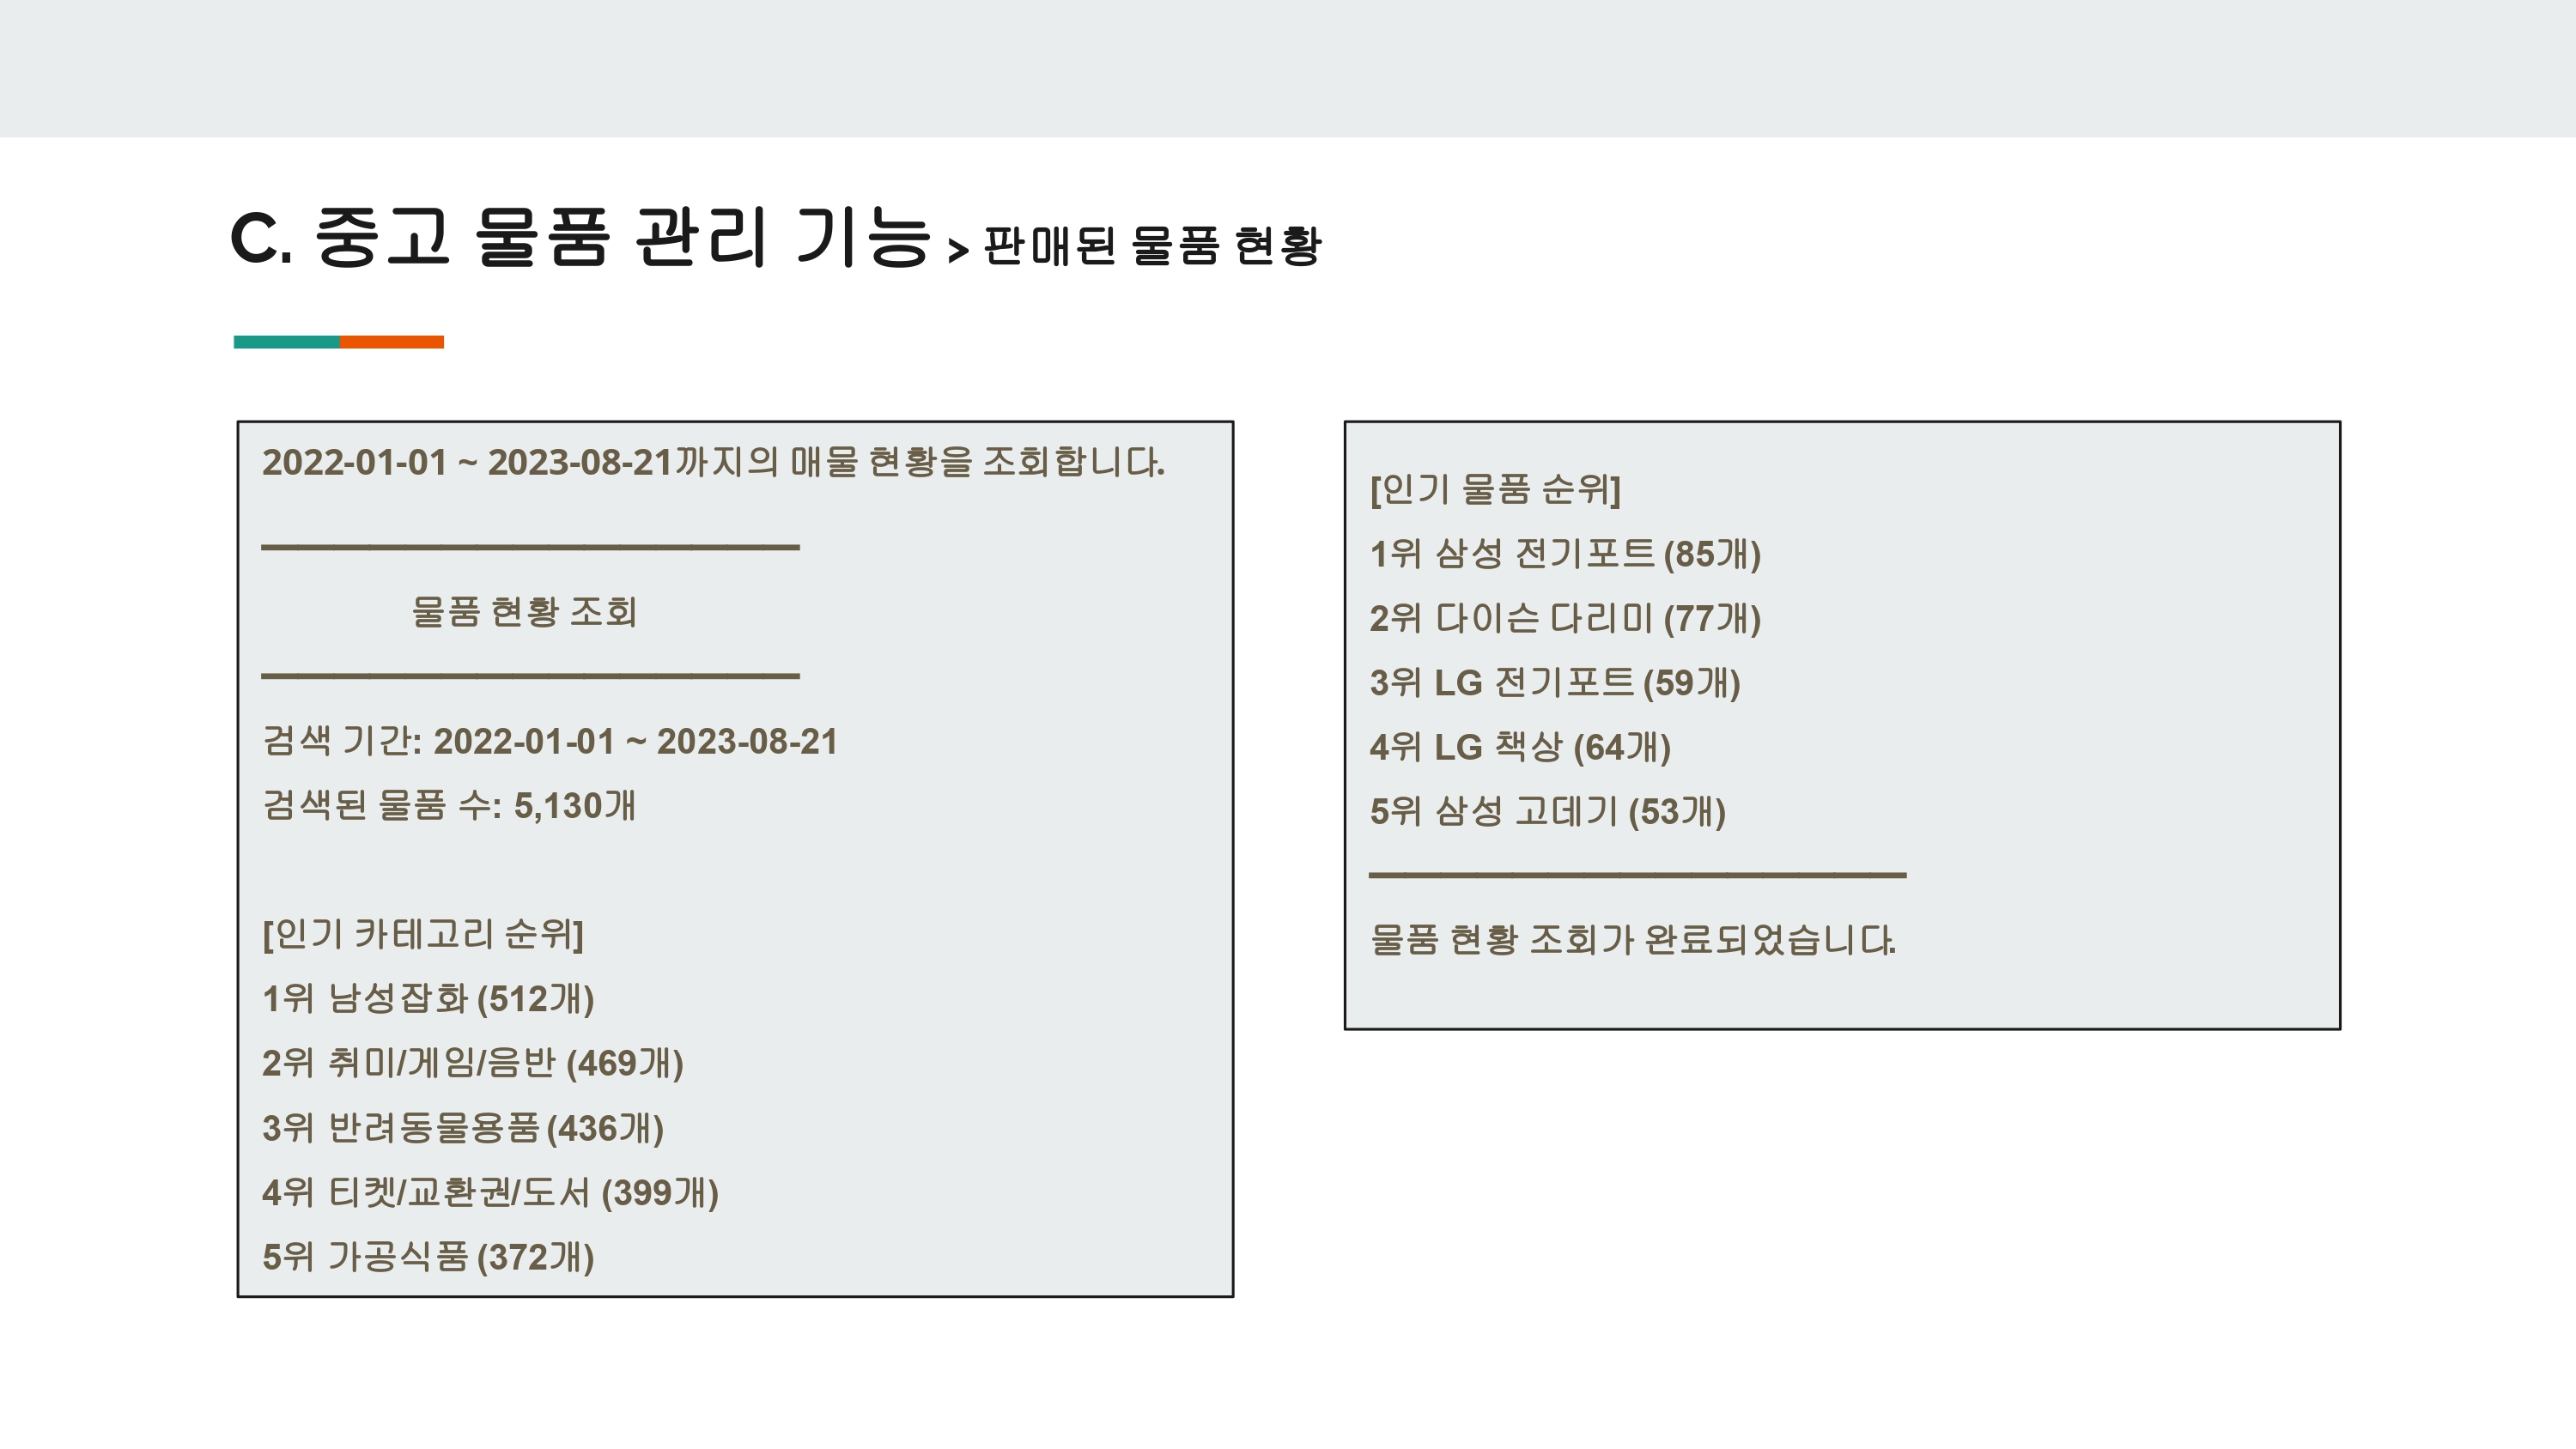 C. 중고 물품 관리 기능 > 판매된 물품 현황
2022-01-01 ~ 2023-08-21까지의 매물 현황을 조회합니다.
―――――――――――――――
물품 현황 조회
―――――――――――――――
검색 기간: 2022-01-01 ~ 2023-08-21
검색된 물품 수: 5,130개
[인기 카테고리 순위]
1위 남성잡화 (512개)
2위 취미/게임/음반 (469개)
3위 반려동물용품 (436개)
4위 티켓/교환권/도서 (399개)
5위 가공식품 (372개)
[인기 물품 순위]
1위 삼성 전기포트 (85개)
2위 다이슨 다리미 (77개)
3위 LG 전기포트 (59개)
4위 LG 책상 (64개)
5위 삼성 고데기 (53개)
―――――――――――――――
물품 현황 조회가 완료되었습니다.